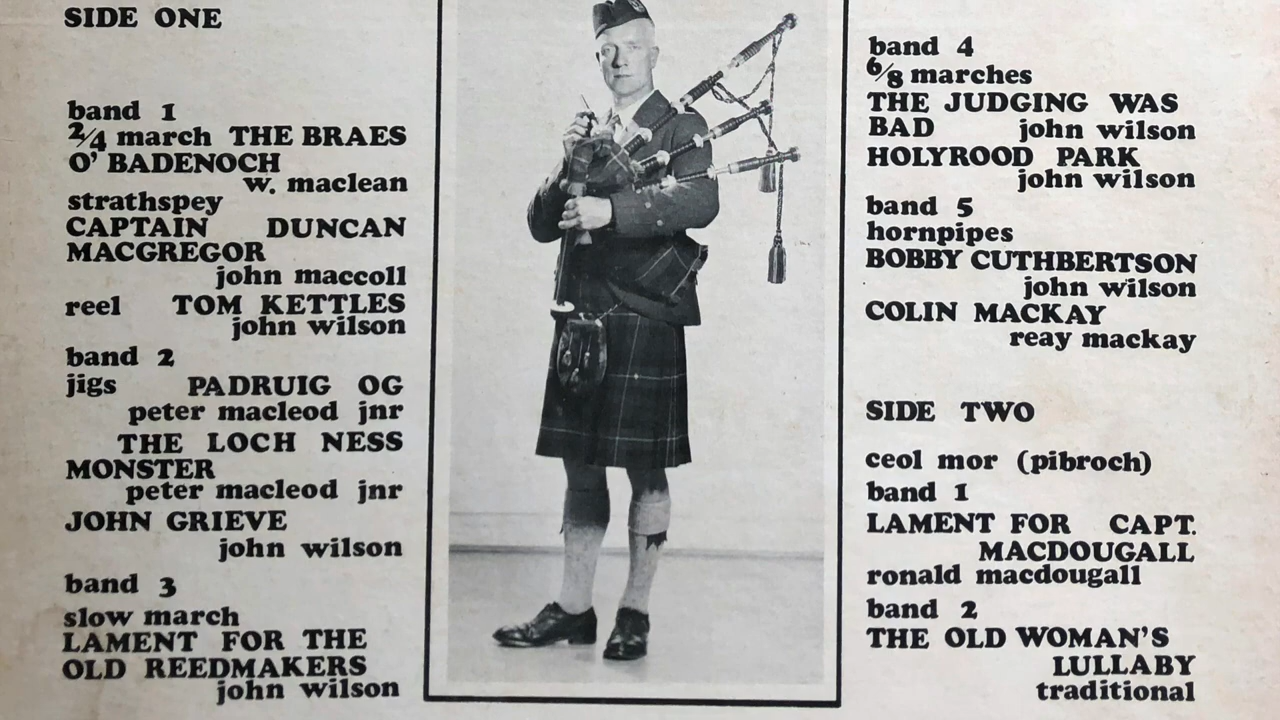 SIDE ONE
band 1
2/4 march THE BRAES
O' BADENOCH
w. maclean
strathspey
CAPTAIN DUNCAN
MACGREGOR
john maccoll
reel TOM KETTLES
john wilson
band 2
jigs PADRUIG OG
peter macleod jnr
THE LOCH NESS
MONSTER
peter macleod jnr
JOHN GRIEVE
john wilson
band 3
slow march
LAMENT FOR THE
OLD REEDMAKERS
john wilson
band 4
6/8 marches
THE JUDGING WAS
BAD john wilson
HOLYROOD PARK
john wilson
band 5
hornpipes
BOBBY CUTHBERTSON
john wilson
COLIN MACKAY
reay mackay
SIDE TWO
ceol mor (pibroch)
band 1
LAMENT FOR CAPT.
MACDOUGALL
ronald macdougall
band 2
THE OLD WOMAN'S
LULLABY
traditional